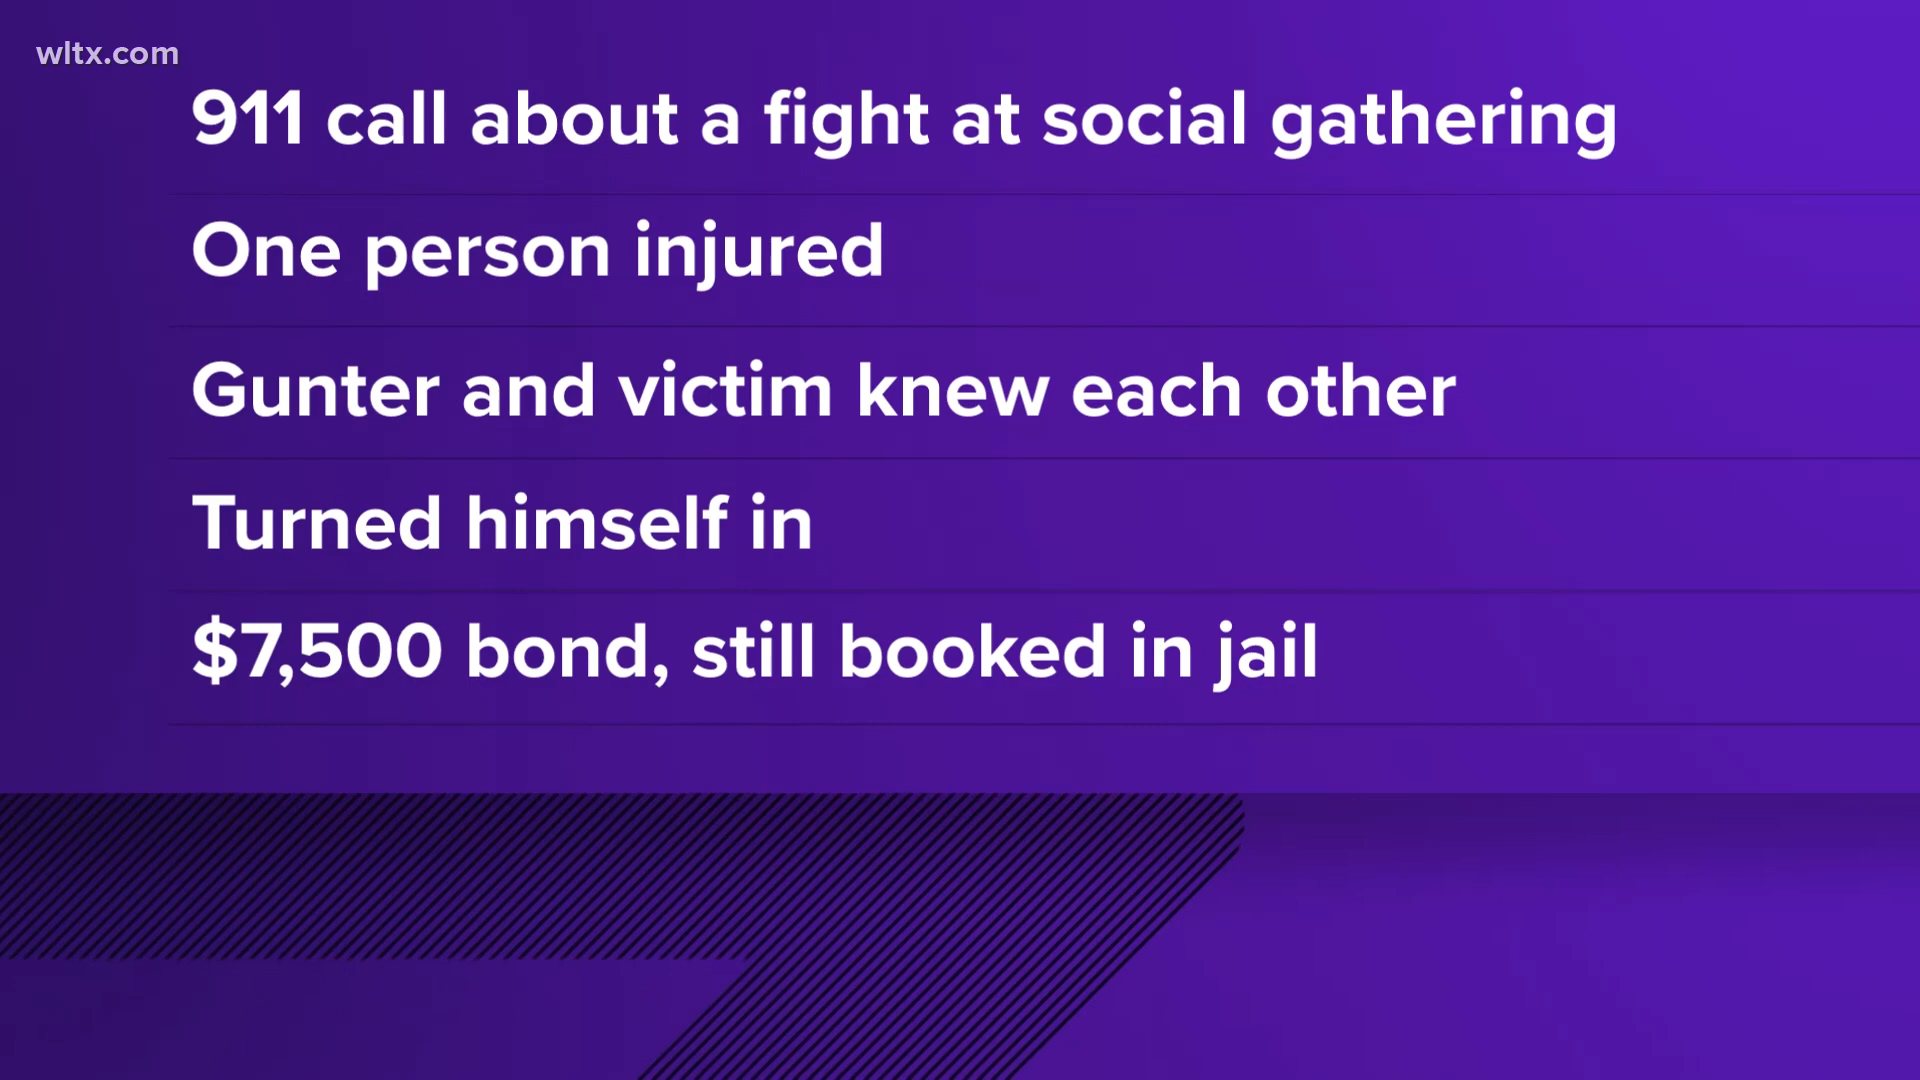 wltx.com
911 call about a fight at social gathering
One person injured
Gunter and victim knew each other
Turned himself in
$7,500 bond, still booked in jail